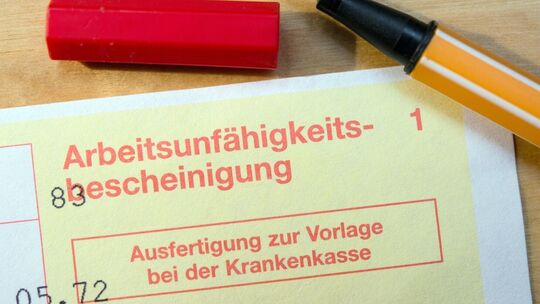 Arbeitsunfähigkeits- 1
bescheinigung
83
Ausfertigung zur Vorlage
bei der Krankenkasse
05.72